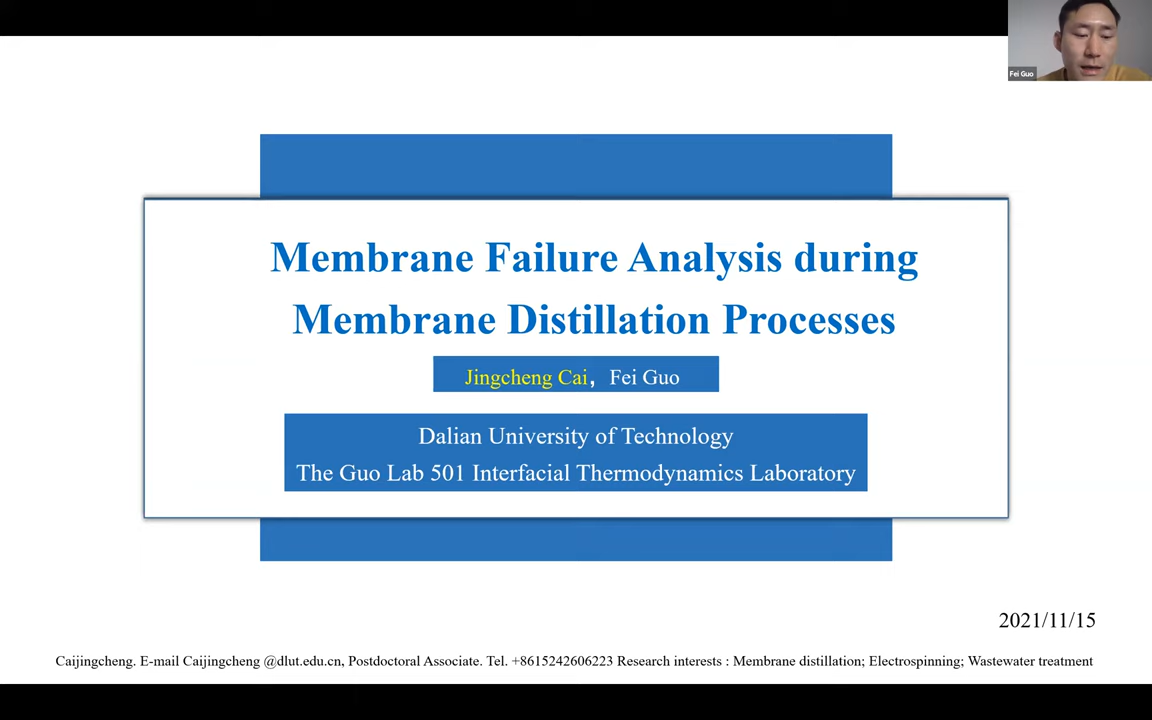 Fei Guo
Membrane Failure Analysis during
Membrane Distillation Processes
Jingcheng Cai，Fei Guo
Dalian University of Technology
The Guo Lab 501 Interfacial Thermodynamics Laboratory
2021/11/15
Caijingcheng. E-mail Caijingcheng @dlut.edu.cn, Postdoctoral Associate. Tel. +8615242606223 Research interests : Membrane distillation; Electrospinning; Wastewater treatment